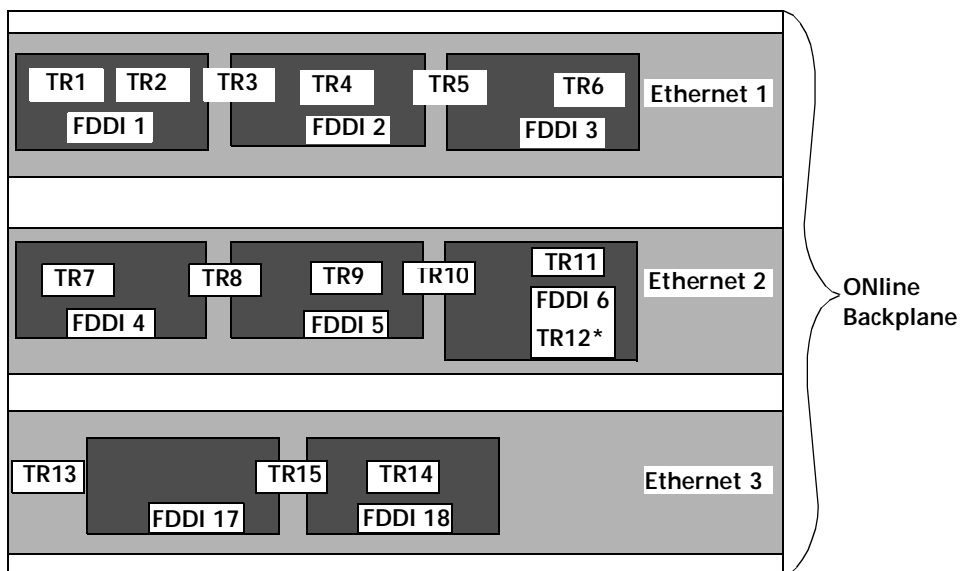 TR1 TR2 TR3 TR4 TR5 TR6 Ethernet 1
FDDI 1 FDDI 2 FDDI 3
TR7 TR8 TR9 TR10 TR11 Ethernet 2
FDDI 4 FDDI 5 FDDI 6
TR12*
ONline
Backplane
TR13 TR15 TR14 Ethernet 3
FDDI 17 FDDI 18